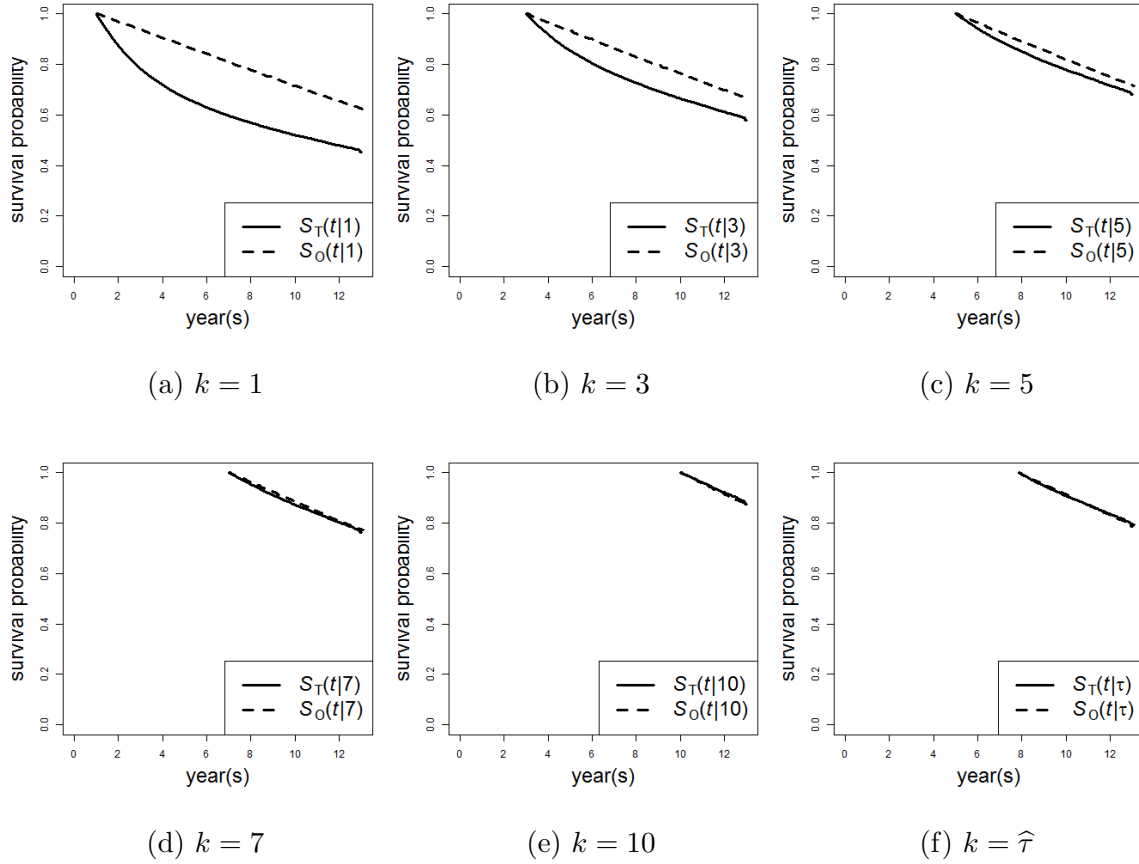 survival probability
1.0
0.8
0.6
0.4
0.2
0.0
0 2 4 6 8 10 12
year(s)
S_T(t|1)
S_O(t|1)
(a) k = 1
survival probability
1.0
0.8
0.6
0.4
0.2
0.0
0 2 4 6 8 10 12
year(s)
S_T(t|3)
S_O(t|3)
(b) k = 3
survival probability
1.0
0.8
0.6
0.4
0.2
0.0
0 2 4 6 8 10 12
year(s)
S_T(t|5)
S_O(t|5)
(c) k = 5
survival probability
1.0
0.8
0.6
0.4
0.2
0.0
0 2 4 6 8 10 12
year(s)
S_T(t|7)
S_O(t|7)
(d) k = 7
survival probability
1.0
0.8
0.6
0.4
0.2
0.0
0 2 4 6 8 10 12
year(s)
S_T(t|10)
S_O(t|10)
(e) k = 10
survival probability
1.0
0.8
0.6
0.4
0.2
0.0
0 2 4 6 8 10 12
year(s)
S_T(t|τ)
S_O(t|τ)
(f) k = τ̂